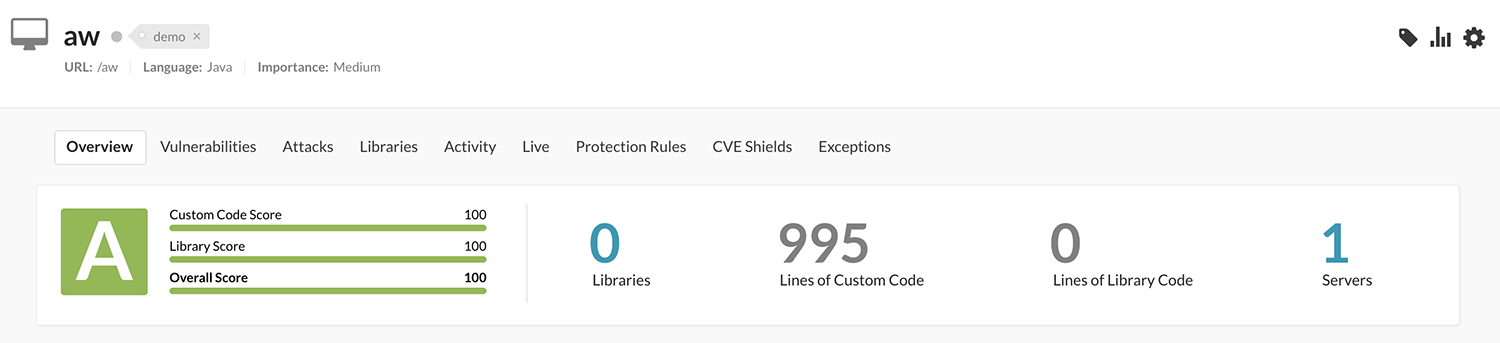 aw demo ×
URL: /aw Language: Java Importance: Medium
Overview Vulnerabilities Attacks Libraries Activity Live Protection Rules CVE Shields Exceptions
A
Custom Code Score 100
Library Score 100
Overall Score 100
0 995 0 1
Libraries Lines of Custom Code Lines of Library Code Servers